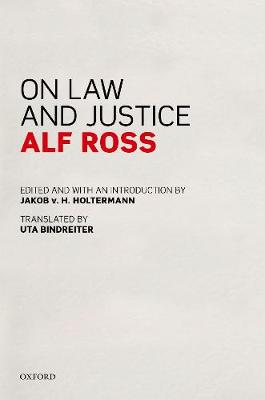 ON LAW
AND JUSTICE
ALF ROSS
EDITED AND WITH AN INTRODUCTION BY
JAKOB v. H. HOLTERMANN
TRANSLATED BY
UTA BINDREITER
OXFORD